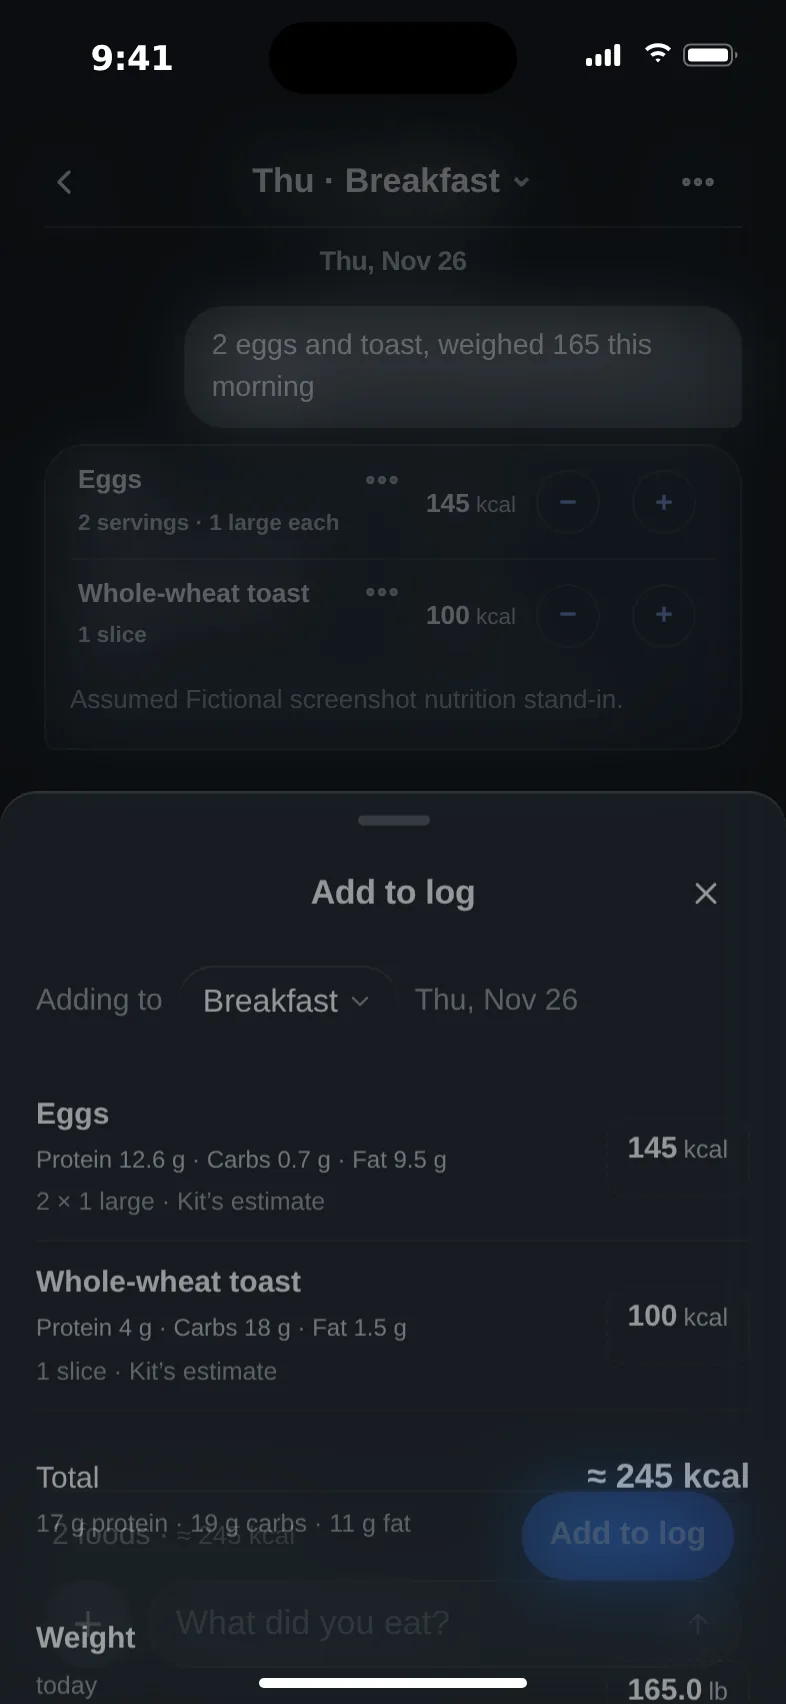 9:41
Thu · Breakfast
Thu, Nov 26
2 eggs and toast, weighed 165 this
morning
Eggs
145 kcal
2 servings · 1 large each
Whole-wheat toast
100 kcal
1 slice
Assumed Fictional screenshot nutrition stand-in.
Add to log
Adding to Breakfast Thu, Nov 26
Eggs
Protein 12.6 g · Carbs 0.7 g · Fat 9.5 g
145 kcal
2 × 1 large · Kit’s estimate
Whole-wheat toast
Protein 4 g · Carbs 18 g · Fat 1.5 g
100 kcal
1 slice · Kit’s estimate
Total ≈ 245 kcal
17 g protein · 19 g carbs · 11 g fat
2 foods · ≈ 245 kcal
Add to log
What did you eat?
Weight
today
165.0 lb